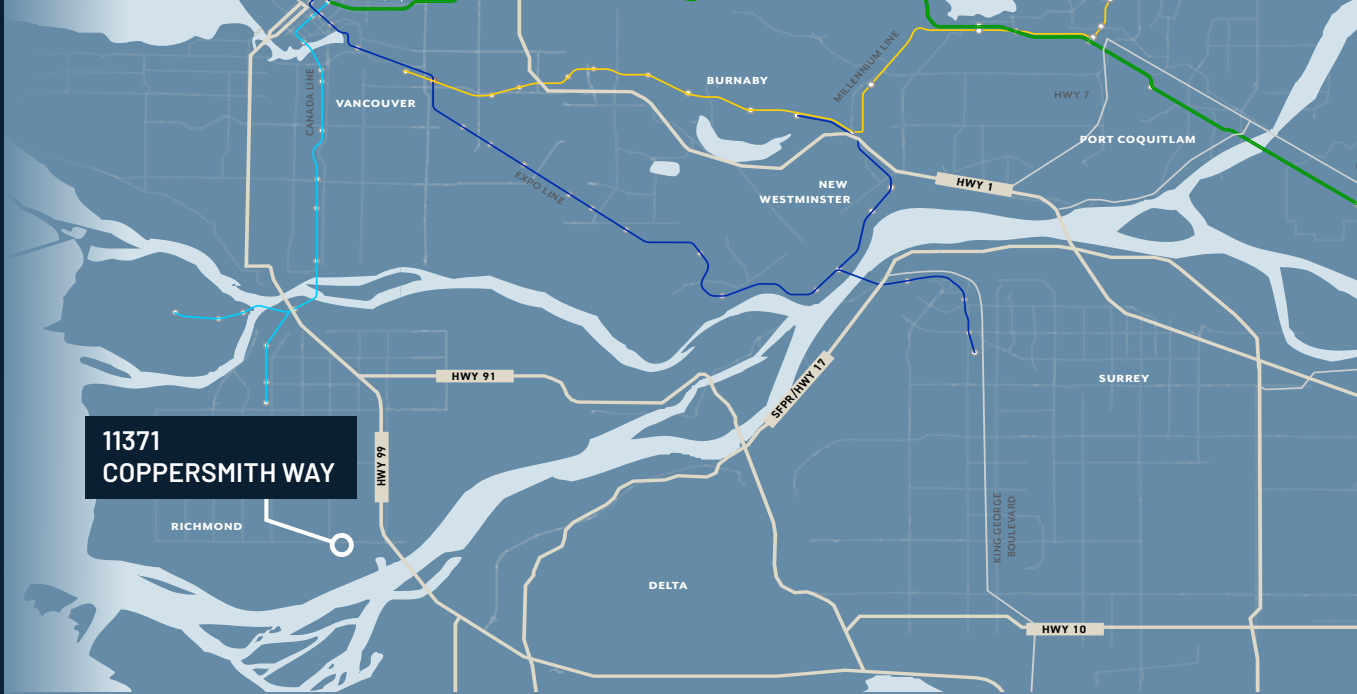 BURNABY
MILLENNIUM LINE
HWY 7
CANADA LINE
VANCOUVER
PORT COQUITLAM
EXPO LINE
NEW
WESTMINSTER
HWY 1
HWY 91
SFPR/HWY 17
SURREY
11371
COPPERSMITH WAY
HWY 99
RICHMOND
KING GEORGE
BOULEVARD
DELTA
HWY 10